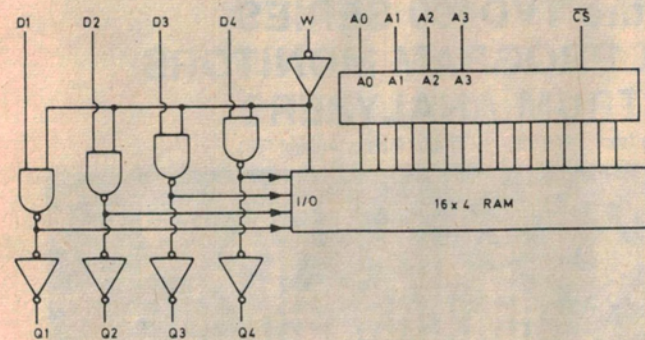 D1 D2 D3 D4 W A0 A1 A2 A3 C̅S̅
A0 A1 A2 A3
I/O 16 x 4 RAM
Q1 Q2 Q3 Q4